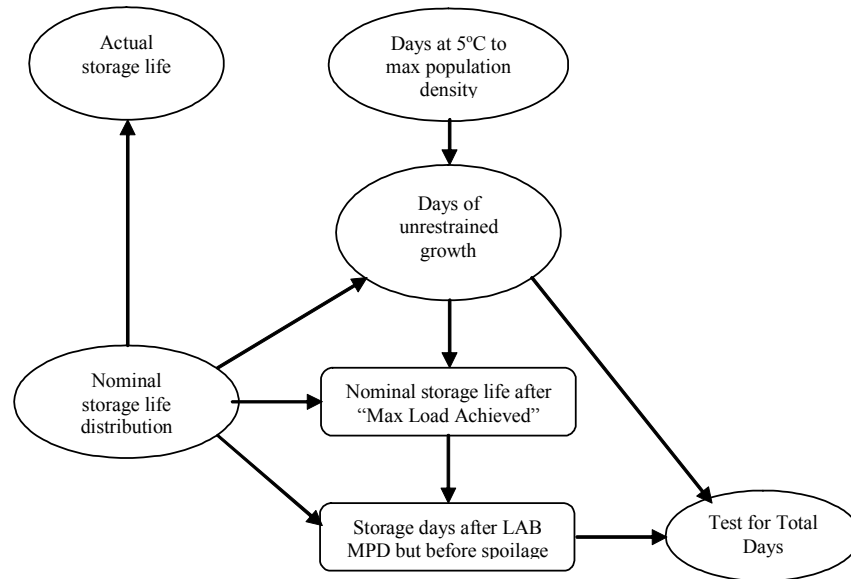 Actual
storage life
Days at 5°C to
max population
density
Days of
unrestrained
growth
Nominal
storage life
distribution
Nominal storage life after
“Max Load Achieved”
Storage days after LAB
MPD but before spoilage
Test for Total
Days